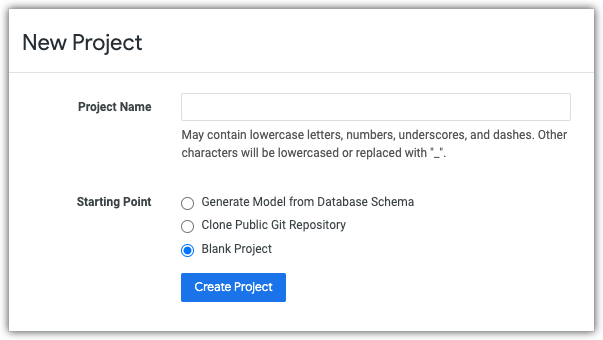 New Project
Project Name
May contain lowercase letters, numbers, underscores, and dashes. Other
characters will be lowercased or replaced with "_".
Starting Point
Generate Model from Database Schema
Clone Public Git Repository
Blank Project
Create Project